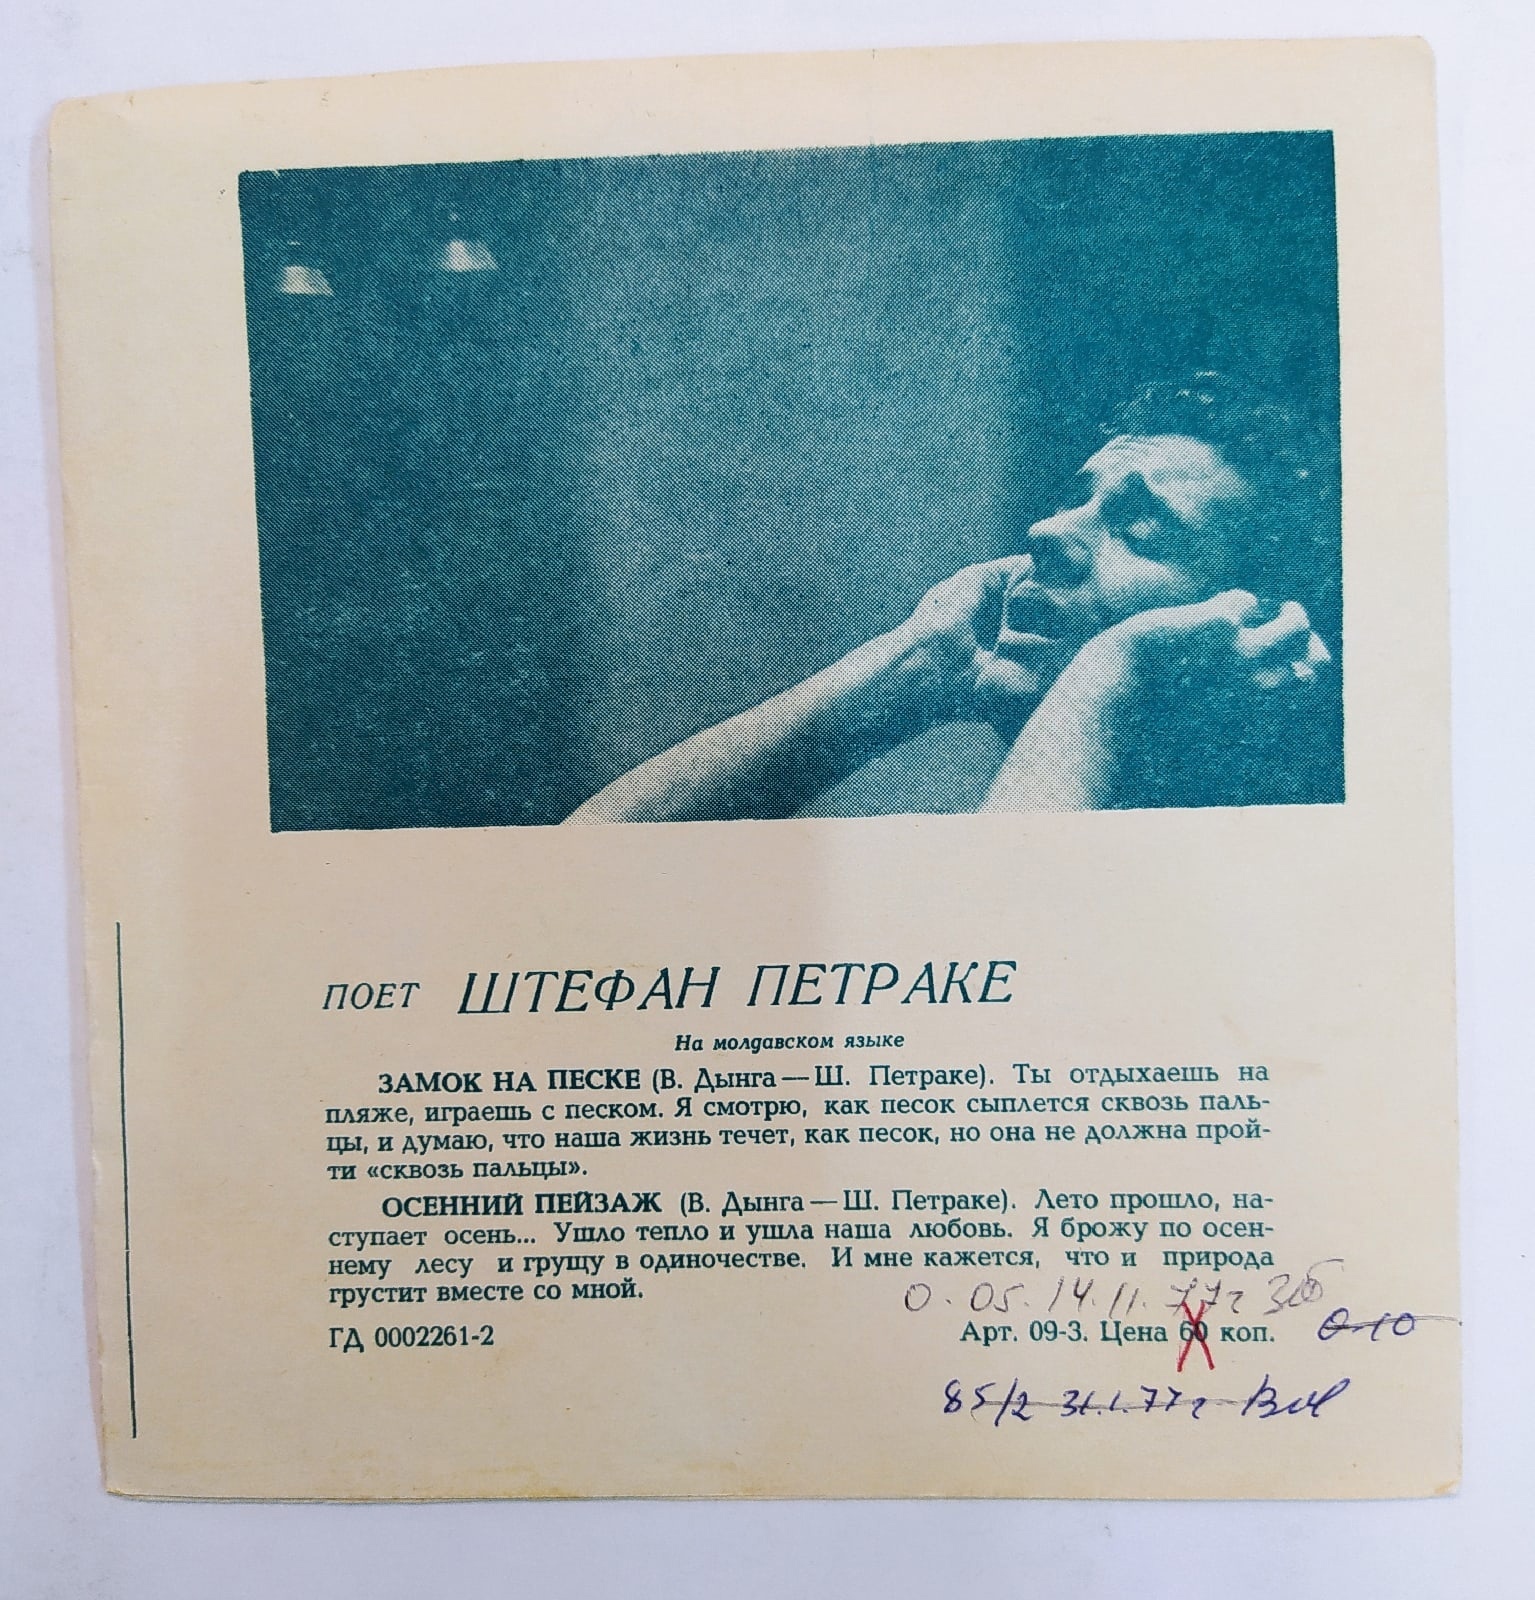 ПОЕТ ШТЕФАН ПЕТРАКЕ
На молдавском языке
ЗАМОК НА ПЕСКЕ (В. Дынга — Ш. Петраке). Ты отдыхаешь на
пляже, играешь с песком. Я смотрю, как песок сыплется сквозь паль-
цы, и думаю, что наша жизнь течет, как песок, но она не должна прой-
ти «сквозь пальцы».
ОСЕННИЙ ПЕЙЗАЖ (В. Дынга — Ш. Петраке). Лето прошло, на-
ступает осень... Ушло тепло и ушла наша любовь. Я брожу по осен-
нему лесу и грущу в одиночестве. И мне кажется, что и природа
грустит вместе со мной.
0.05. 14.11.77г
ГД 0002261-2 Арт. 09-3. Цена 60 коп. 0-10
85/2 31.1.77г